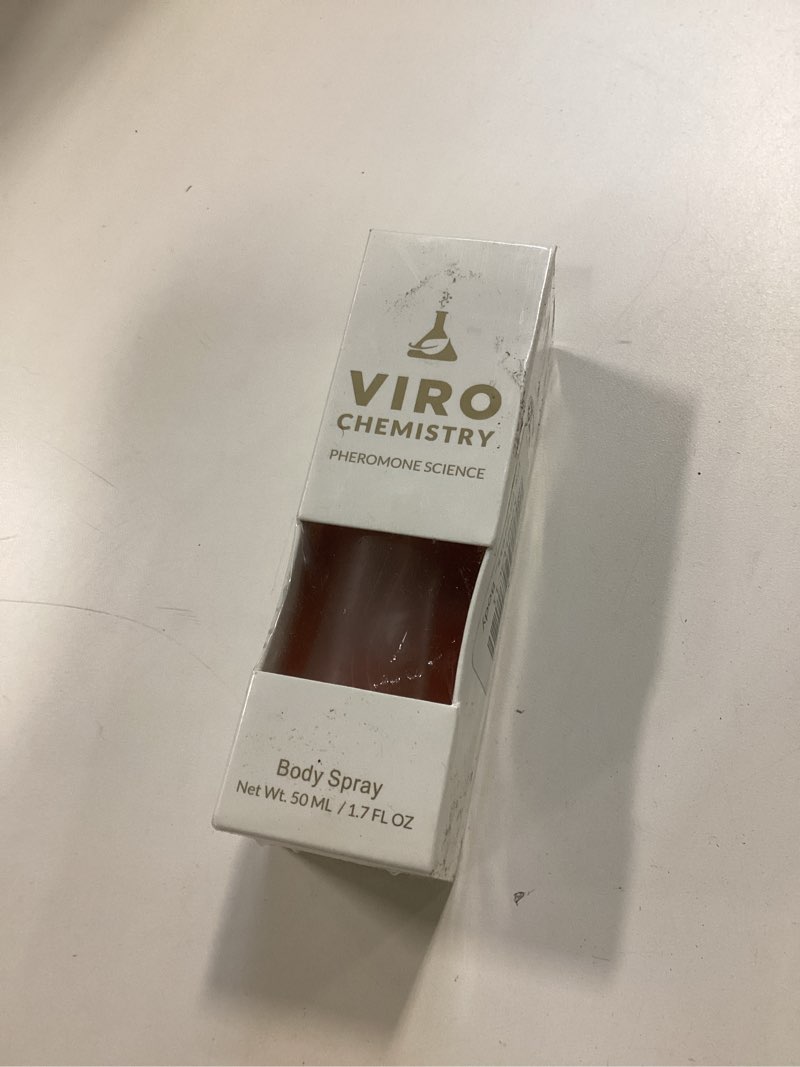 VIRO
CHEMISTRY
PHEROMONE SCIENCE
Body Spray
Net Wt. 50 ML / 1.7 FL OZ